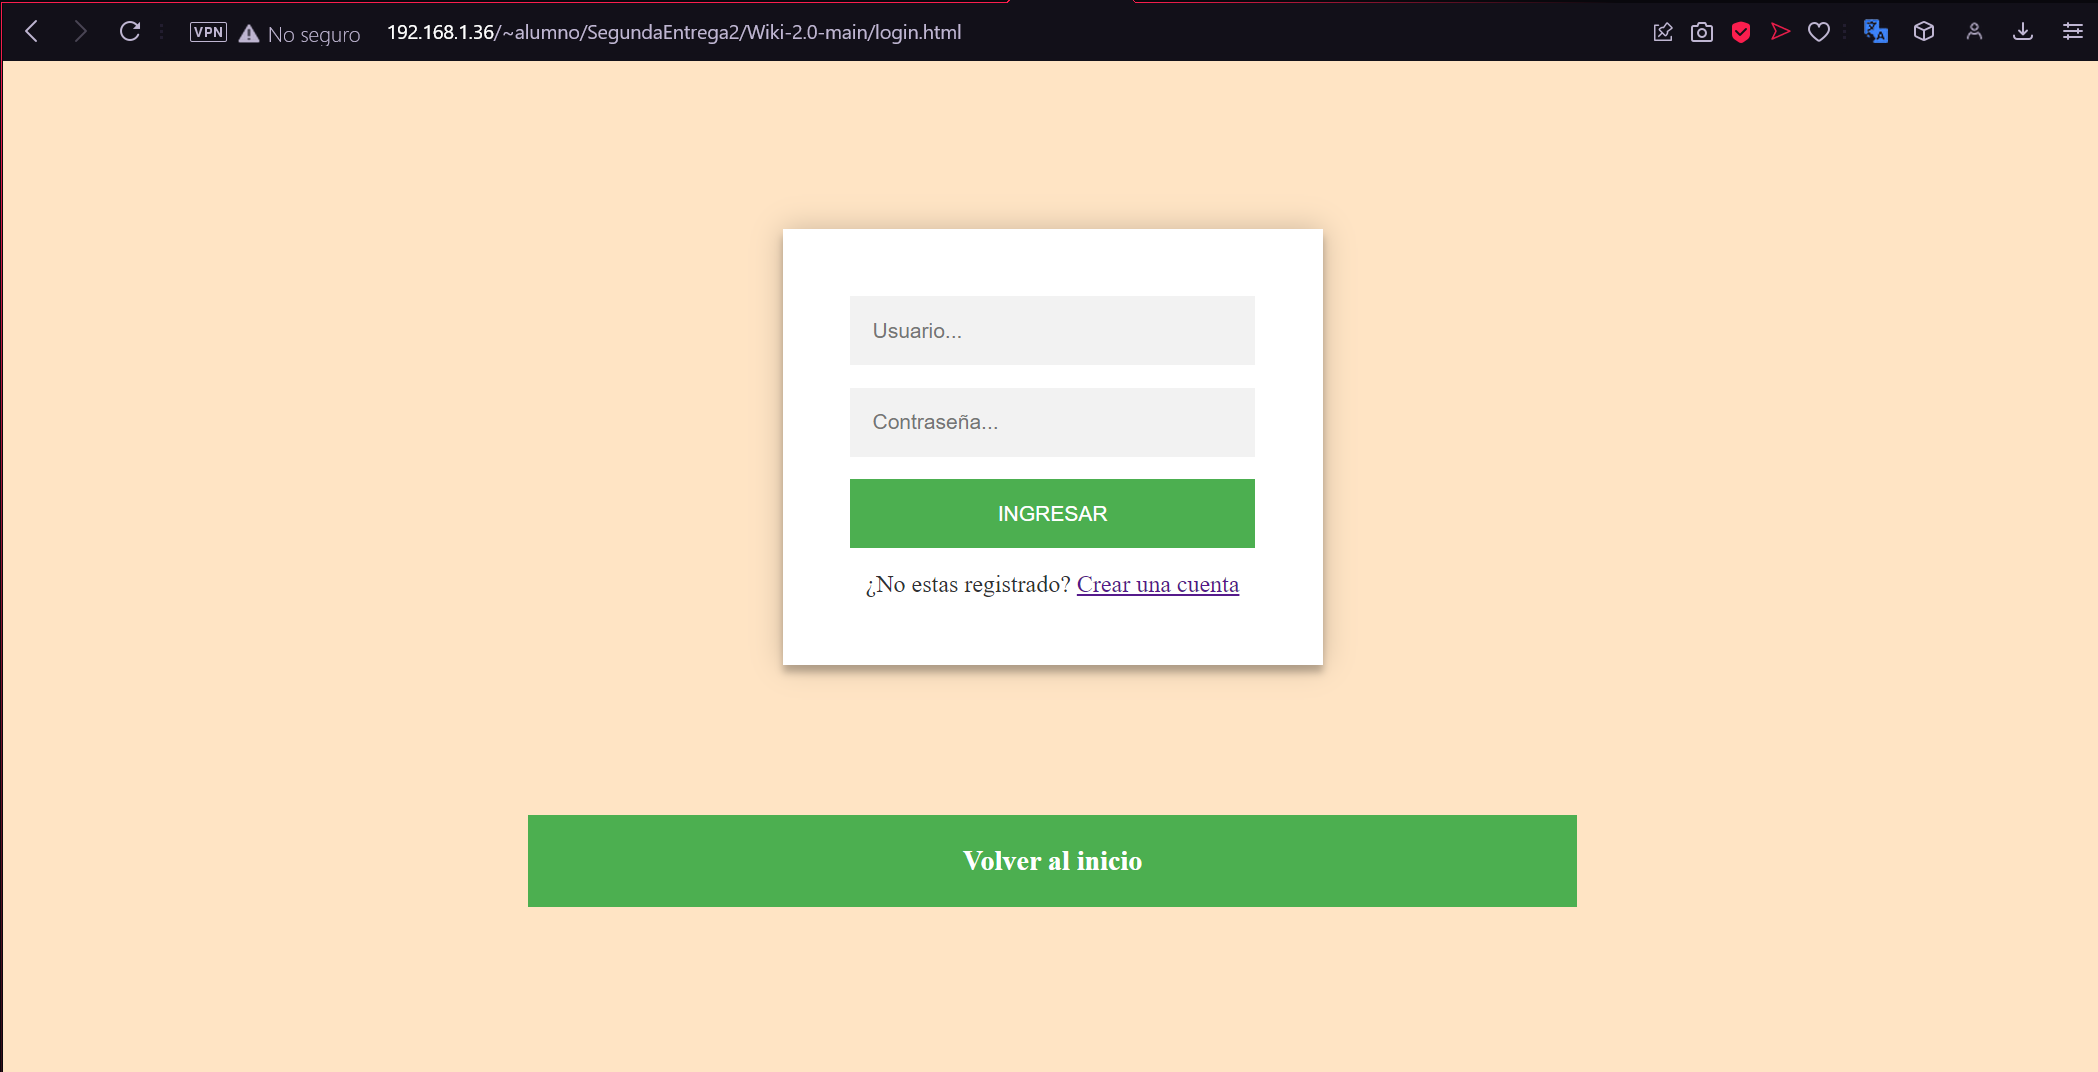 VPN No seguro 192.168.1.36/~alumno/SegundaEntrega2/Wiki-2.0-main/login.html
Usuario...
Contraseña...
INGRESAR
¿No estas registrado? Crear una cuenta
Volver al inicio